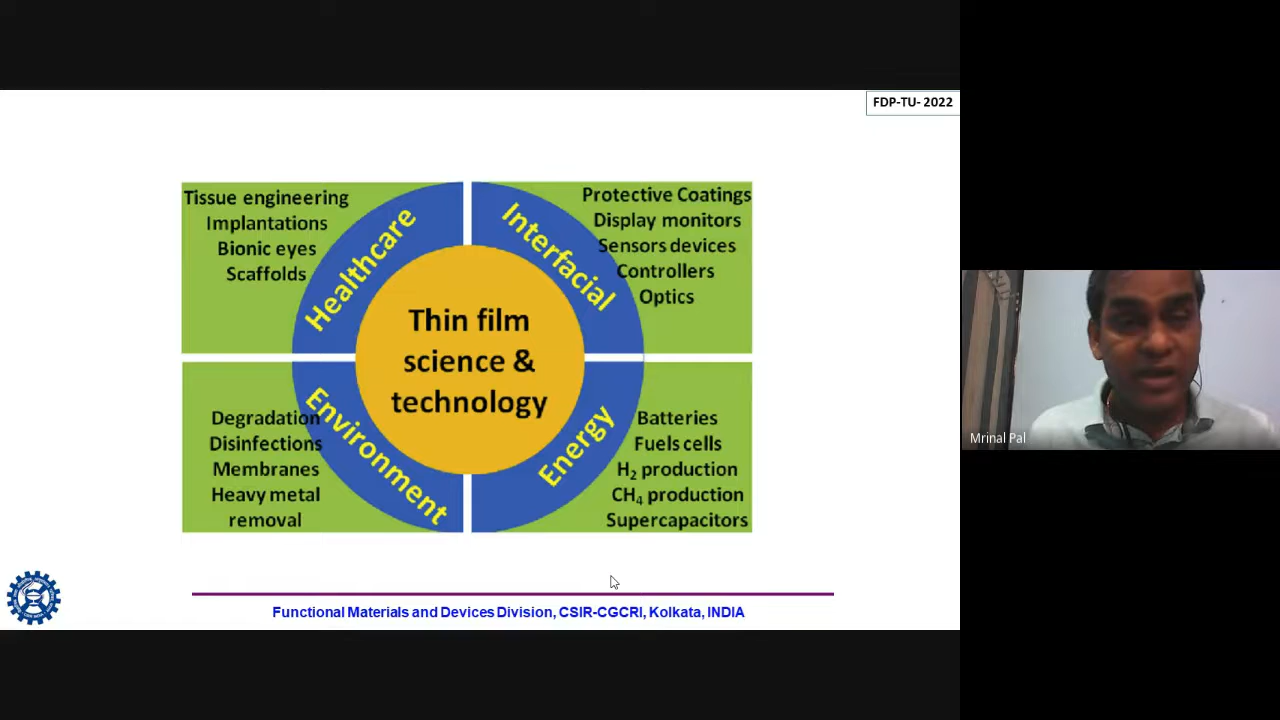 FDP-TU- 2022
Tissue engineering
Implantations
Bionic eyes
Scaffolds
Healthcare
Interfacial
Protective Coatings
Display monitors
Sensors devices
Controllers
Optics
Thin film
science &
technology
Degradation
Disinfections
Membranes
Heavy metal
removal
Environment
Energy
Batteries
Fuels cells
H₂ production
CH₄ production
Supercapacitors
Mrinal Pal
Functional Materials and Devices Division, CSIR-CGCRI, Kolkata, INDIA